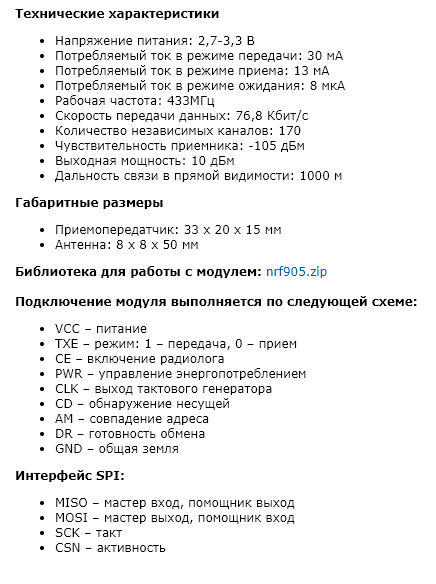 Технические характеристики
Напряжение питания: 2,7-3,3 В
Потребляемый ток в режиме передачи: 30 мА
Потребляемый ток в режиме приема: 13 мА
Потребляемый ток в режиме ожидания: 8 мкА
Рабочая частота: 433МГц
Скорость передачи данных: 76,8 Кбит/с
Количество независимых каналов: 170
Чувствительность приемника: -105 дБм
Выходная мощность: 10 дБм
Дальность связи в прямой видимости: 1000 м
Габаритные размеры
Приемопередатчик: 33 x 20 x 15 мм
Антенна: 8 x 8 x 50 мм
Библиотека для работы с модулем: nrf905.zip
Подключение модуля выполняется по следующей схеме:
VCC – питание
TXE – режим: 1 – передача, 0 – прием
CE – включение радиолога
PWR – управление энергопотреблением
CLK – выход тактового генератора
CD – обнаружение несущей
AM – совпадение адреса
DR – готовность обмена
GND – общая земля
Интерфейс SPI:
MISO – мастер вход, помощник выход
MOSI – мастер выход, помощник вход
SCK – такт
CSN – активность